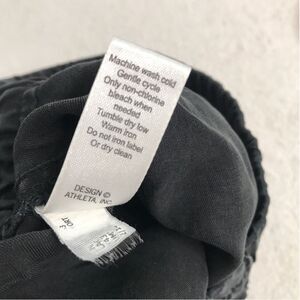 Machine wash cold
Gentle cycle
Only non-chlorine
bleach when
needed
Tumble dry low
Warm iron
Do not iron label
Or dry clean
DESIGN ©
ATHLETA, INC.